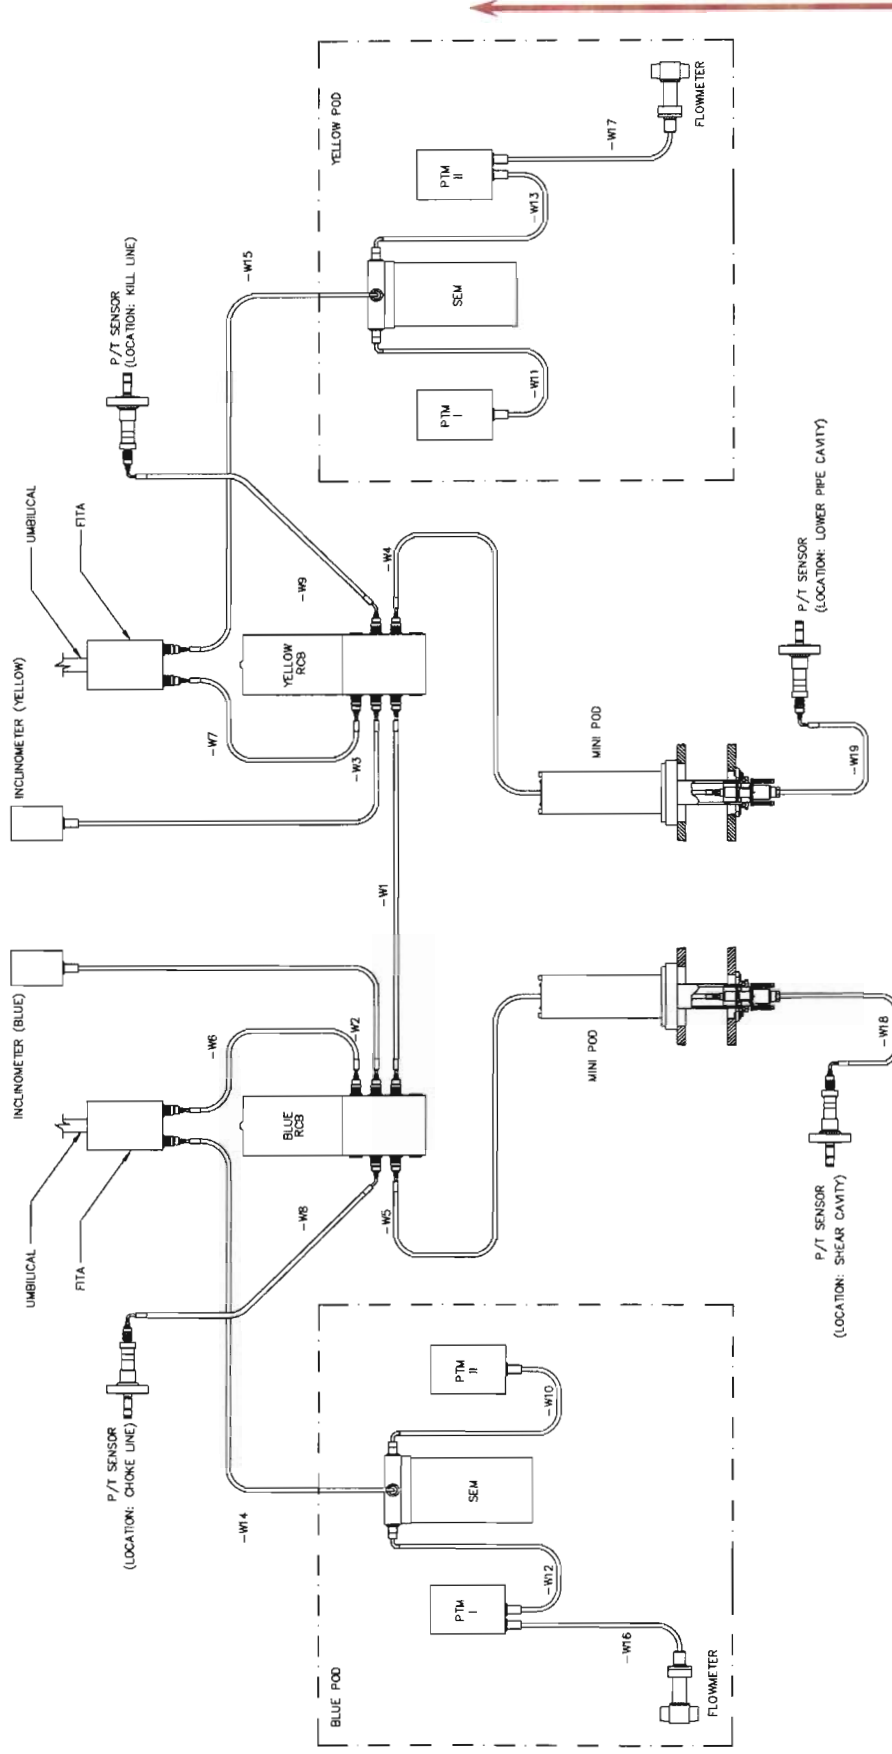 UMBILICAL
FITA
INCLINOMETER (BLUE)
INCLINOMETER (YELLOW)
UMBILICAL
FITA
P/T SENSOR
(LOCATION: CHOKE LINE)
P/T SENSOR
(LOCATION: KILL LINE)
-W14
-W8
-W6
-W2
-W5
BLUE
RCB
-W1
-W7
-W3
-W9
-W4
YELLOW
RCB
-W15
BLUE POD
PTM
I
-W12
SEM
-W10
PTM
II
-W16
FLOWMETER
YELLOW POD
PTM
I
-W11
SEM
-W13
PTM
II
-W17
FLOWMETER
MINI POD
MINI POD
P/T SENSOR
(LOCATION: SHEAR CAVITY)
-W18
-W19
P/T SENSOR
(LOCATION: LOWER PIPE CAVITY)